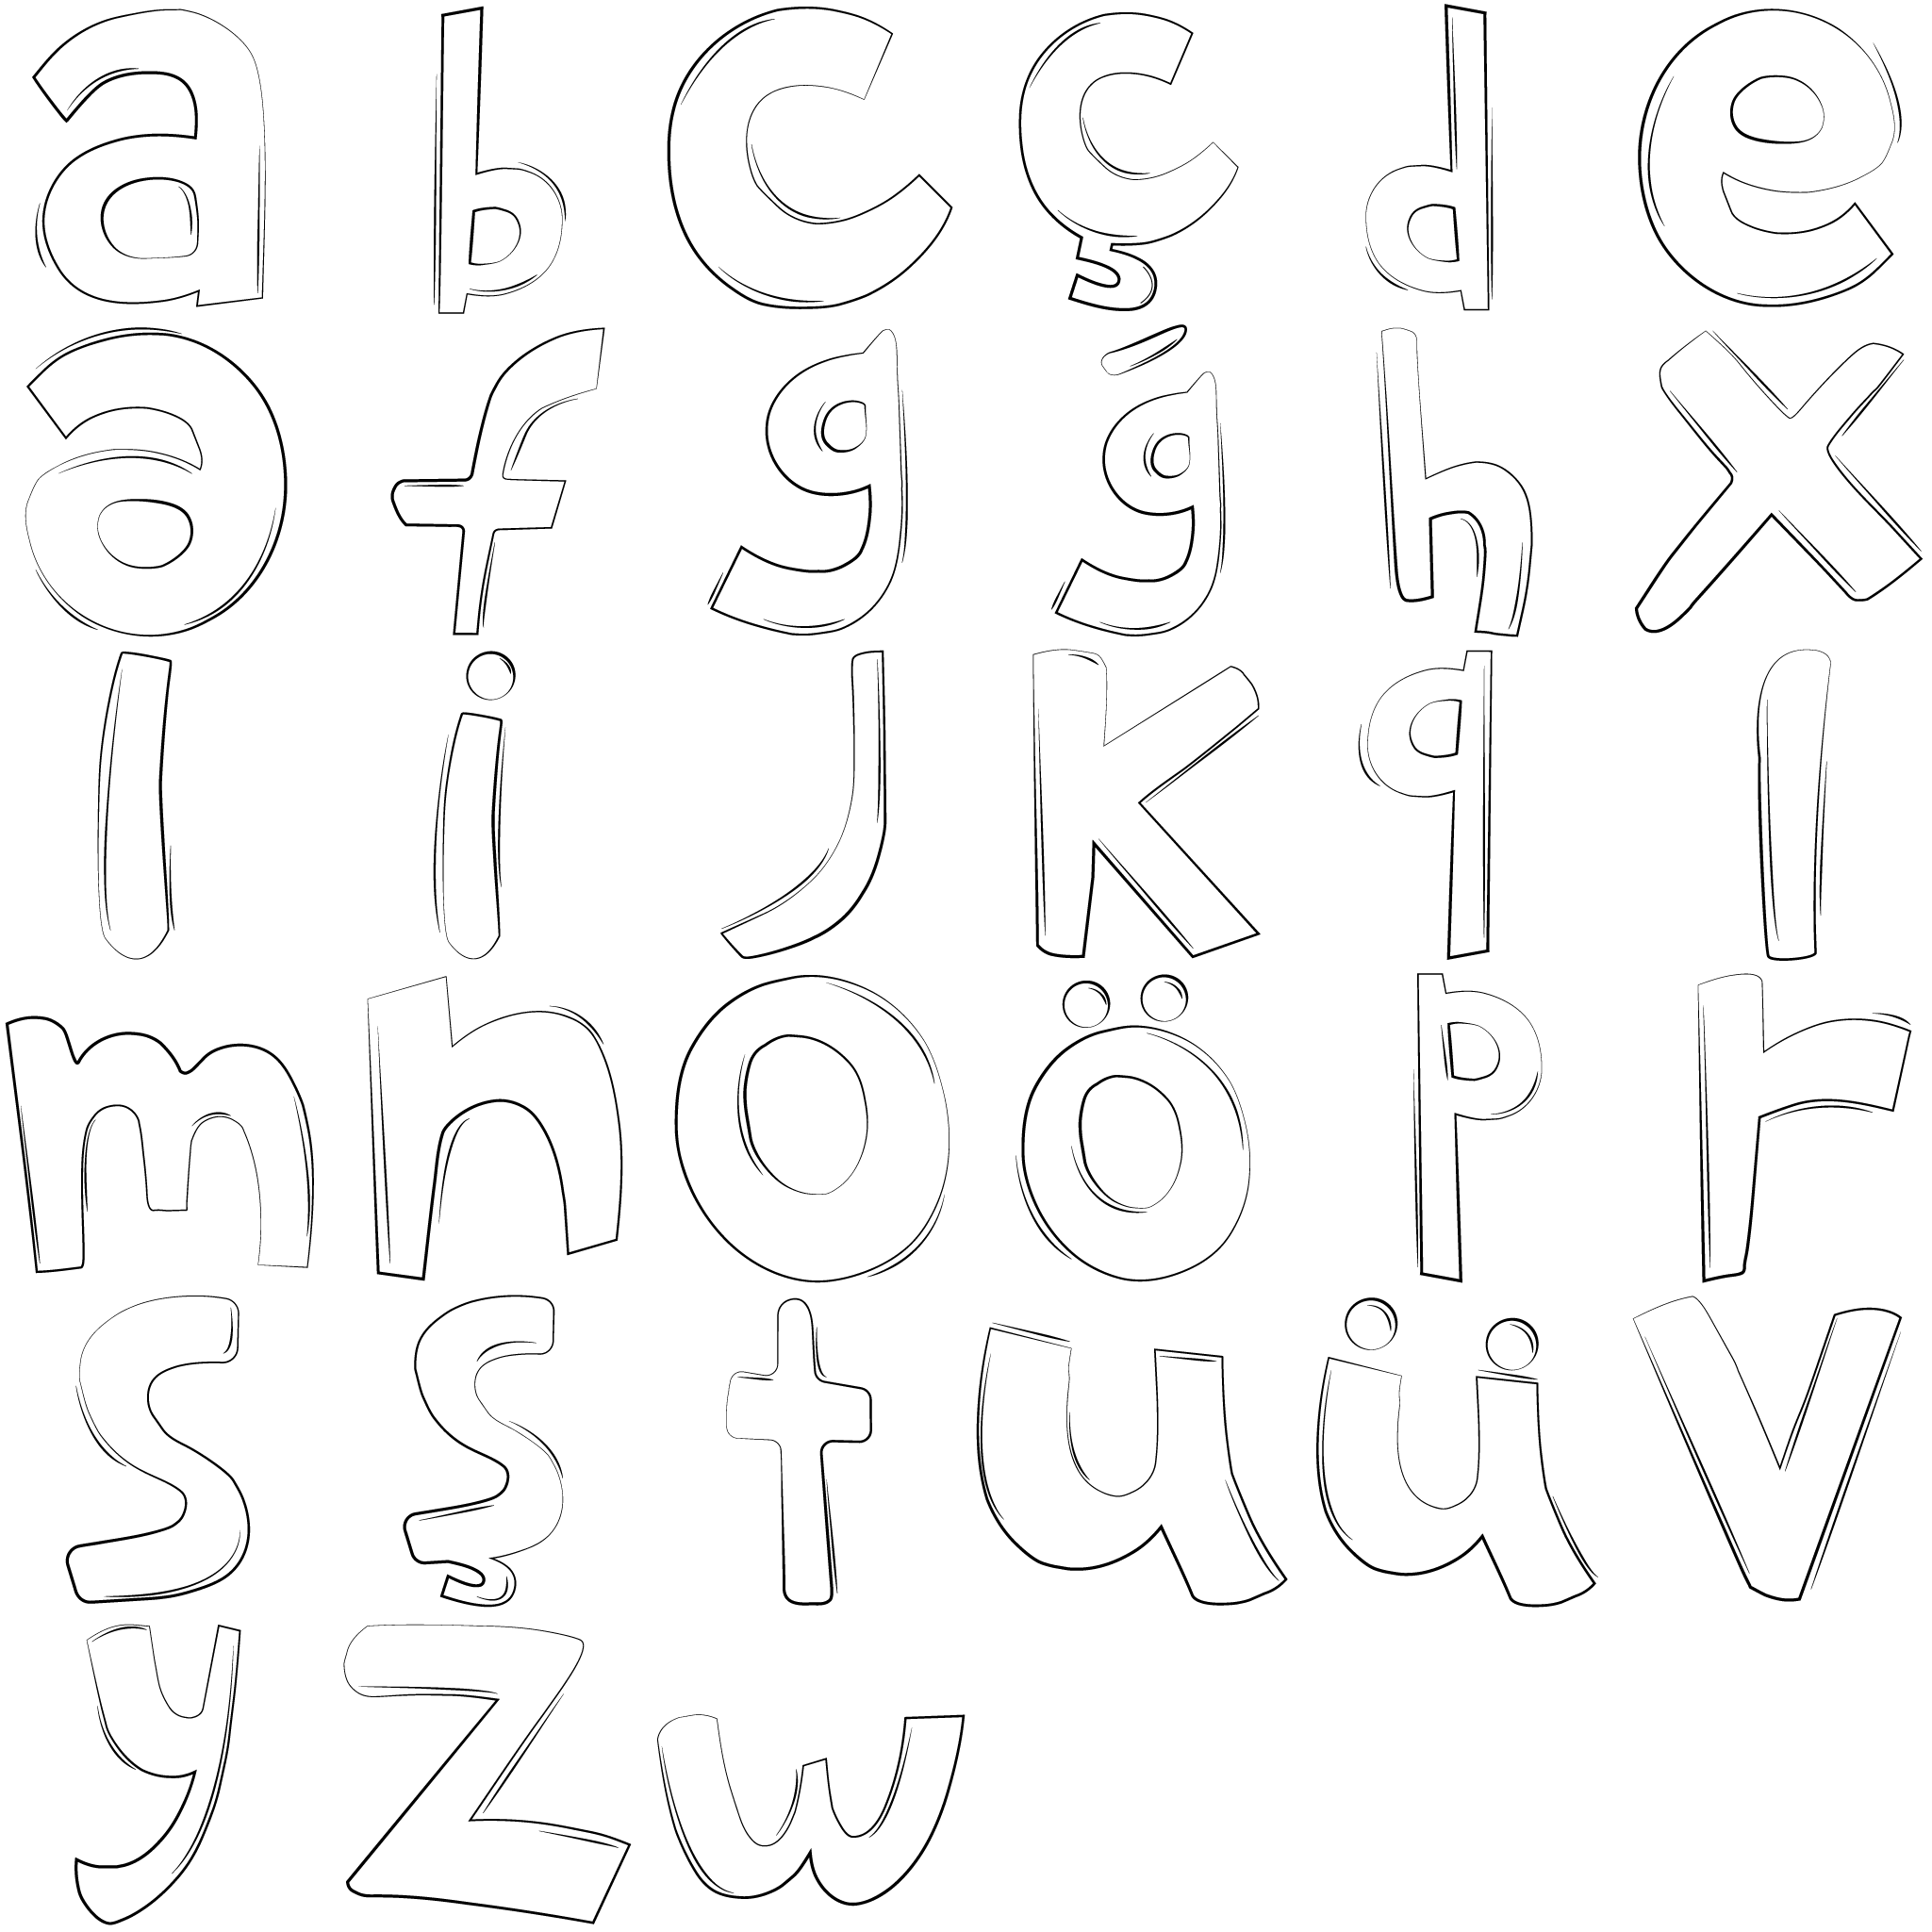 a b c ç d e
ə f g ğ h x
ı i j k q l
m n o ö p r
s ş t u ü v
y z w